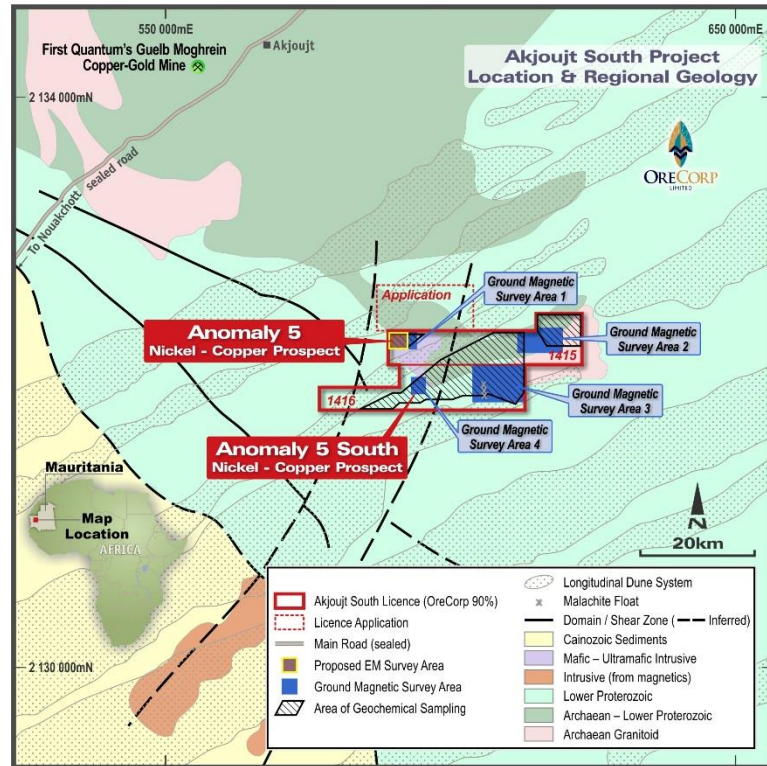 550 000mE
650 000mE
First Quantum's Guelb Moghrein
Copper-Gold Mine
Akjoujt
Akjoujt South Project
Location & Regional Geology
2 134 000mN
ORECORP
LIMITED
To Nouakchott
sealed road
Application
Ground Magnetic
Survey Area 1
Anomaly 5
Nickel - Copper Prospect
Ground Magnetic
Survey Area 2
1415
1416
Ground Magnetic
Survey Area 3
Anomaly 5 South
Nickel - Copper Prospect
Ground Magnetic
Survey Area 4
Mauritania
Map
Location
AFRICA
N
20km
Akjoujt South Licence (OreCorp 90%)
Licence Application
Main Road (sealed)
Proposed EM Survey Area
Ground Magnetic Survey Area
Area of Geochemical Sampling
Longitudinal Dune System
Malachite Float
Domain / Shear Zone ( Inferred)
Cainozoic Sediments
Mafic – Ultramafic Intrusive
Intrusive (from magnetics)
Lower Proterozoic
Archaean – Lower Proterozoic
Archaean Granitoid
2 130 000mN